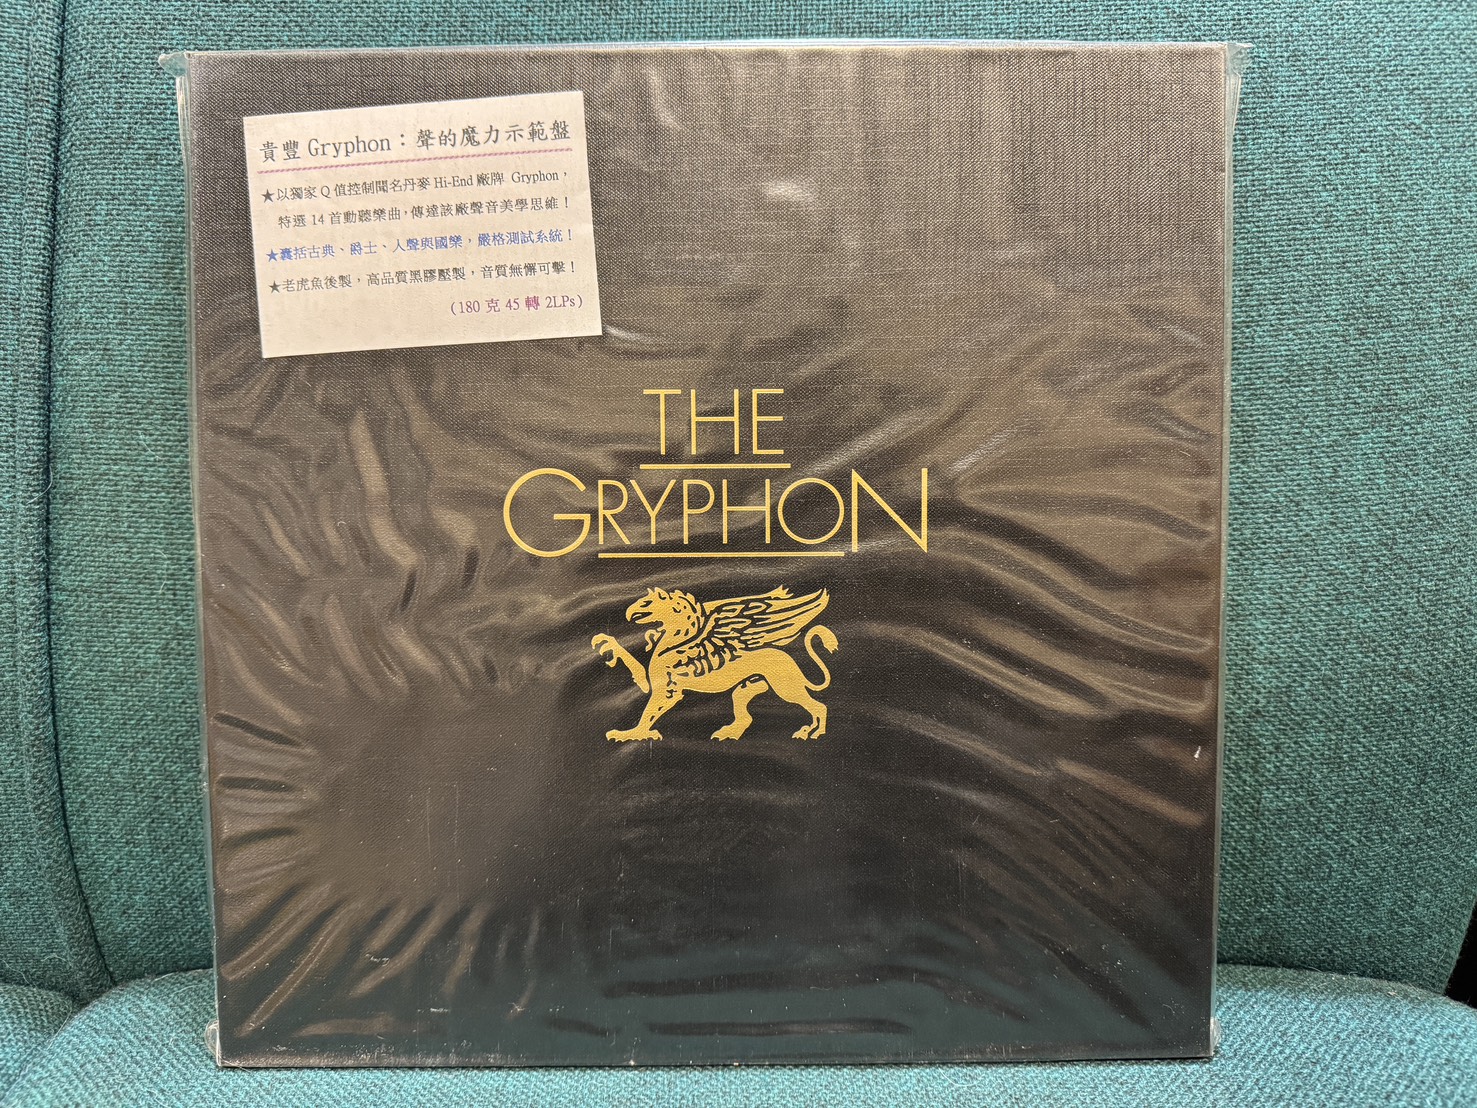 貴豐 Gryphon：聲的魔力示範盤
★以獨家 Q 值控制聞名丹麥 Hi-End 廠牌 Gryphon，
特選 14 首動聽樂曲，傳達該廠聲音美學思維！
★囊括古典、爵士、人聲與國樂，嚴格測試系統！
★老虎魚後製，高品質黑膠壓製，音質無懈可擊！
(180 克 45 轉 2LPs)
THE
GRYPHON